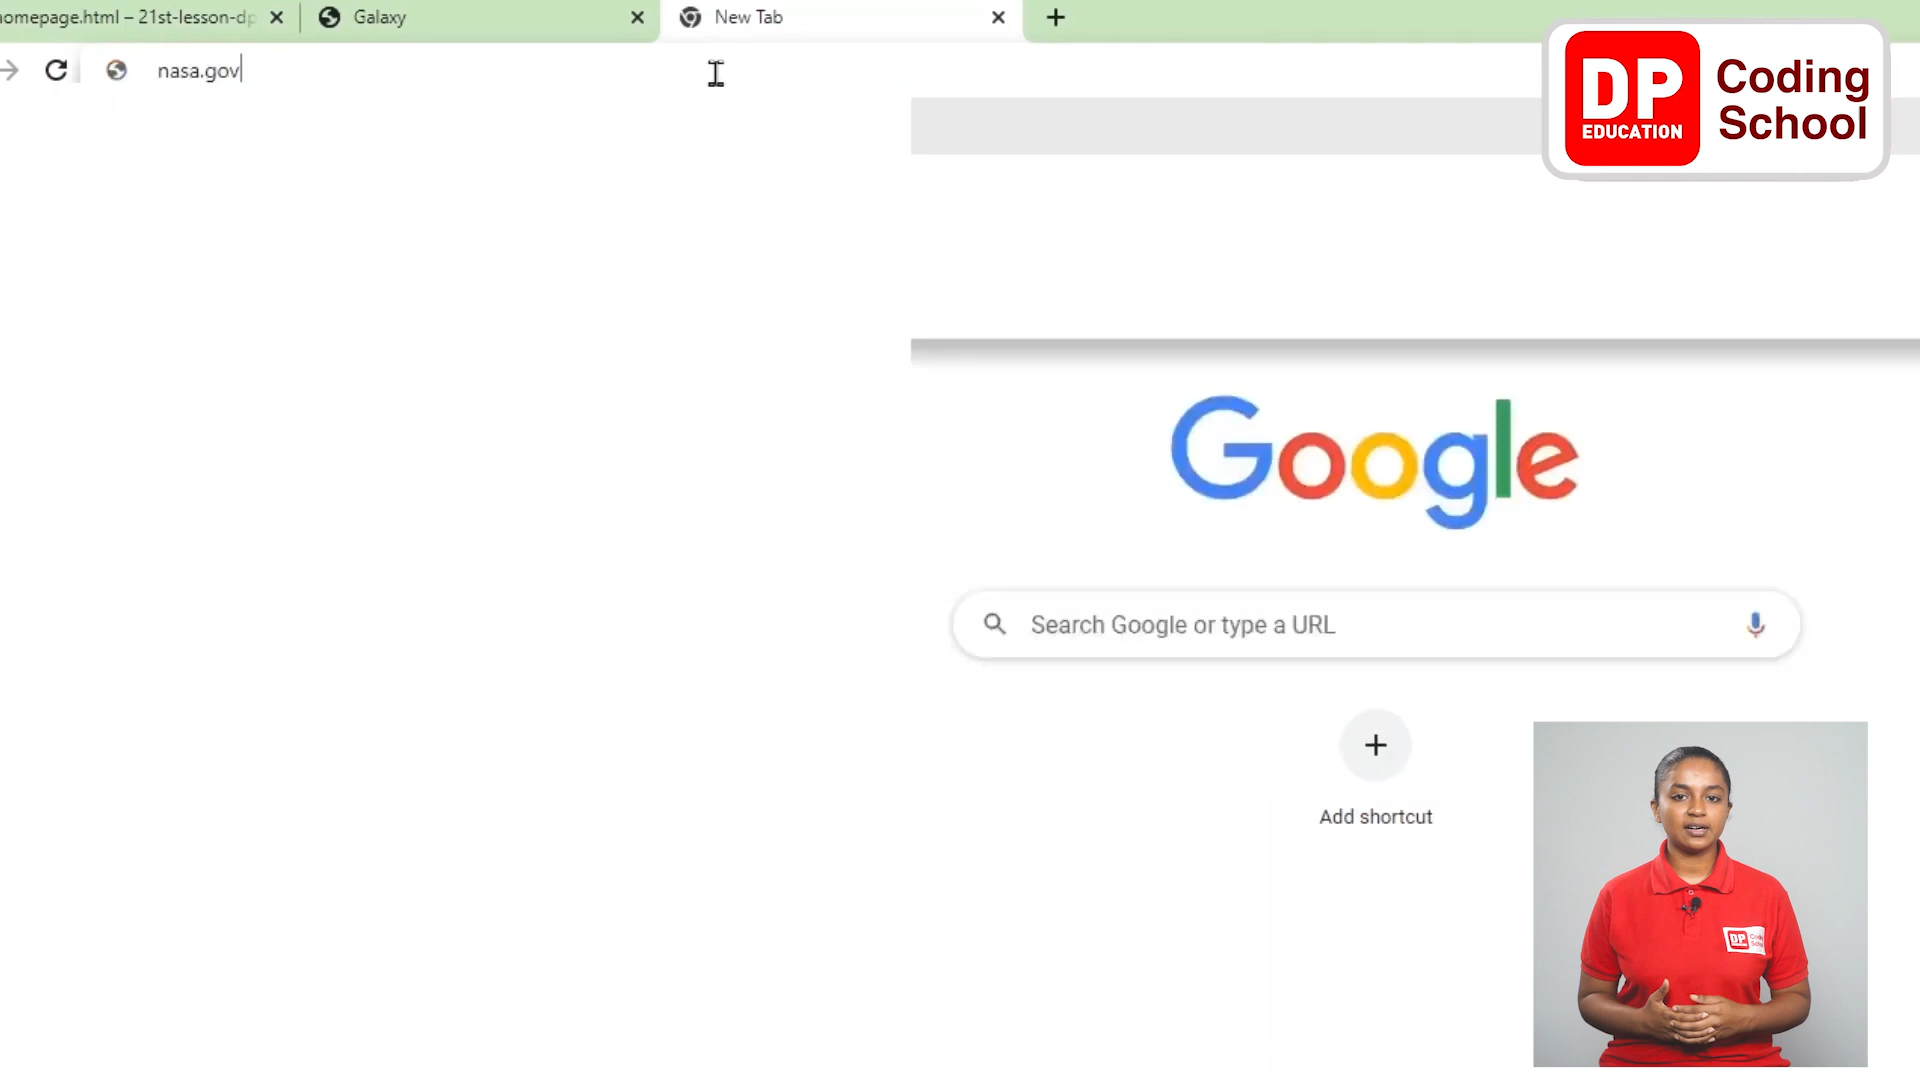 omepage.html – 21st-lesson-dp
Galaxy
New Tab
nasa.gov
DP
EDUCATION
Coding
School
Google
Search Google or type a URL
Add shortcut
DP